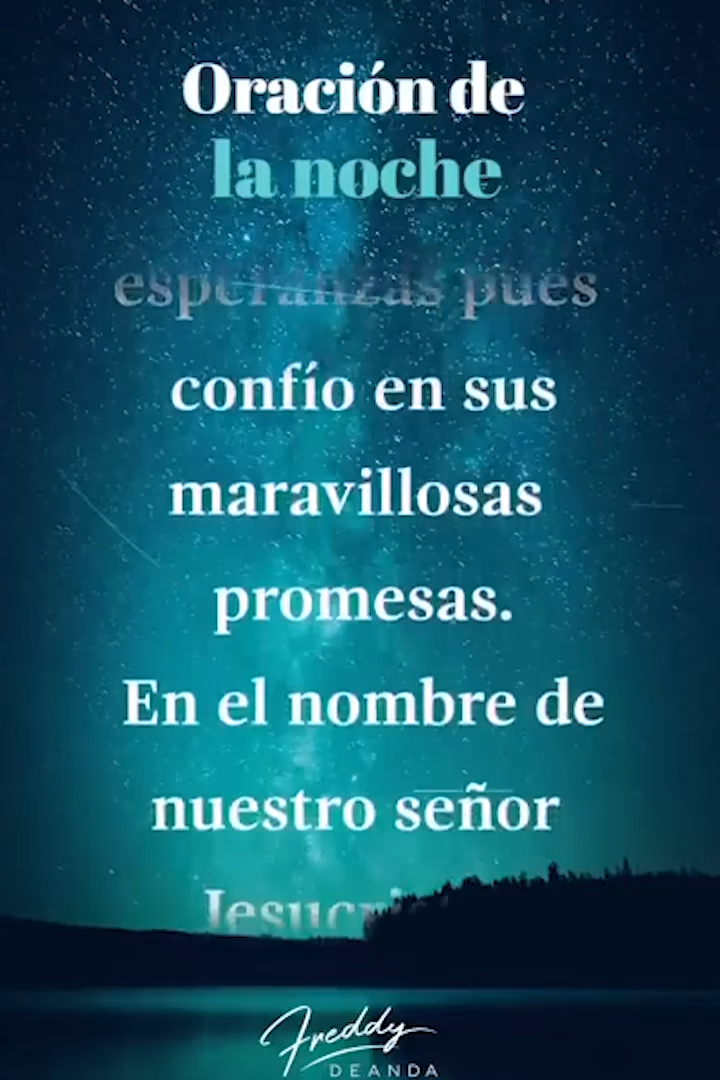 Oración de
la noche
esperanzas pues
confío en sus
maravillosas
promesas.
En el nombre de
nuestro señor
Freddy
DEANDA